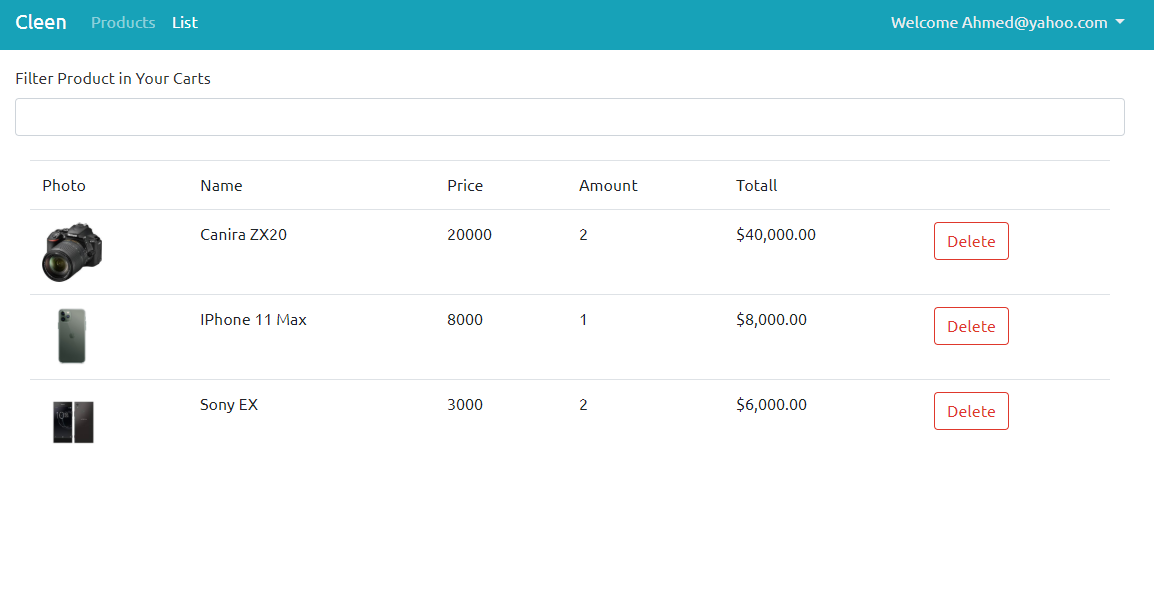 Cleen Products List Welcome Ahmed@yahoo.com
Filter Product in Your Carts
Photo Name Price Amount Totall
Canira ZX20 20000 2 $40,000.00 Delete
IPhone 11 Max 8000 1 $8,000.00 Delete
Sony EX 3000 2 $6,000.00 Delete